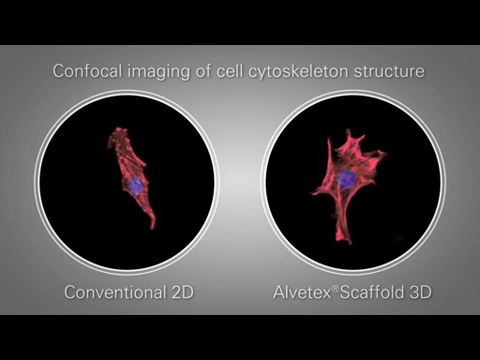 Confocal imaging of cell cytoskeleton structure
Conventional 2D
Alvetex®Scaffold 3D